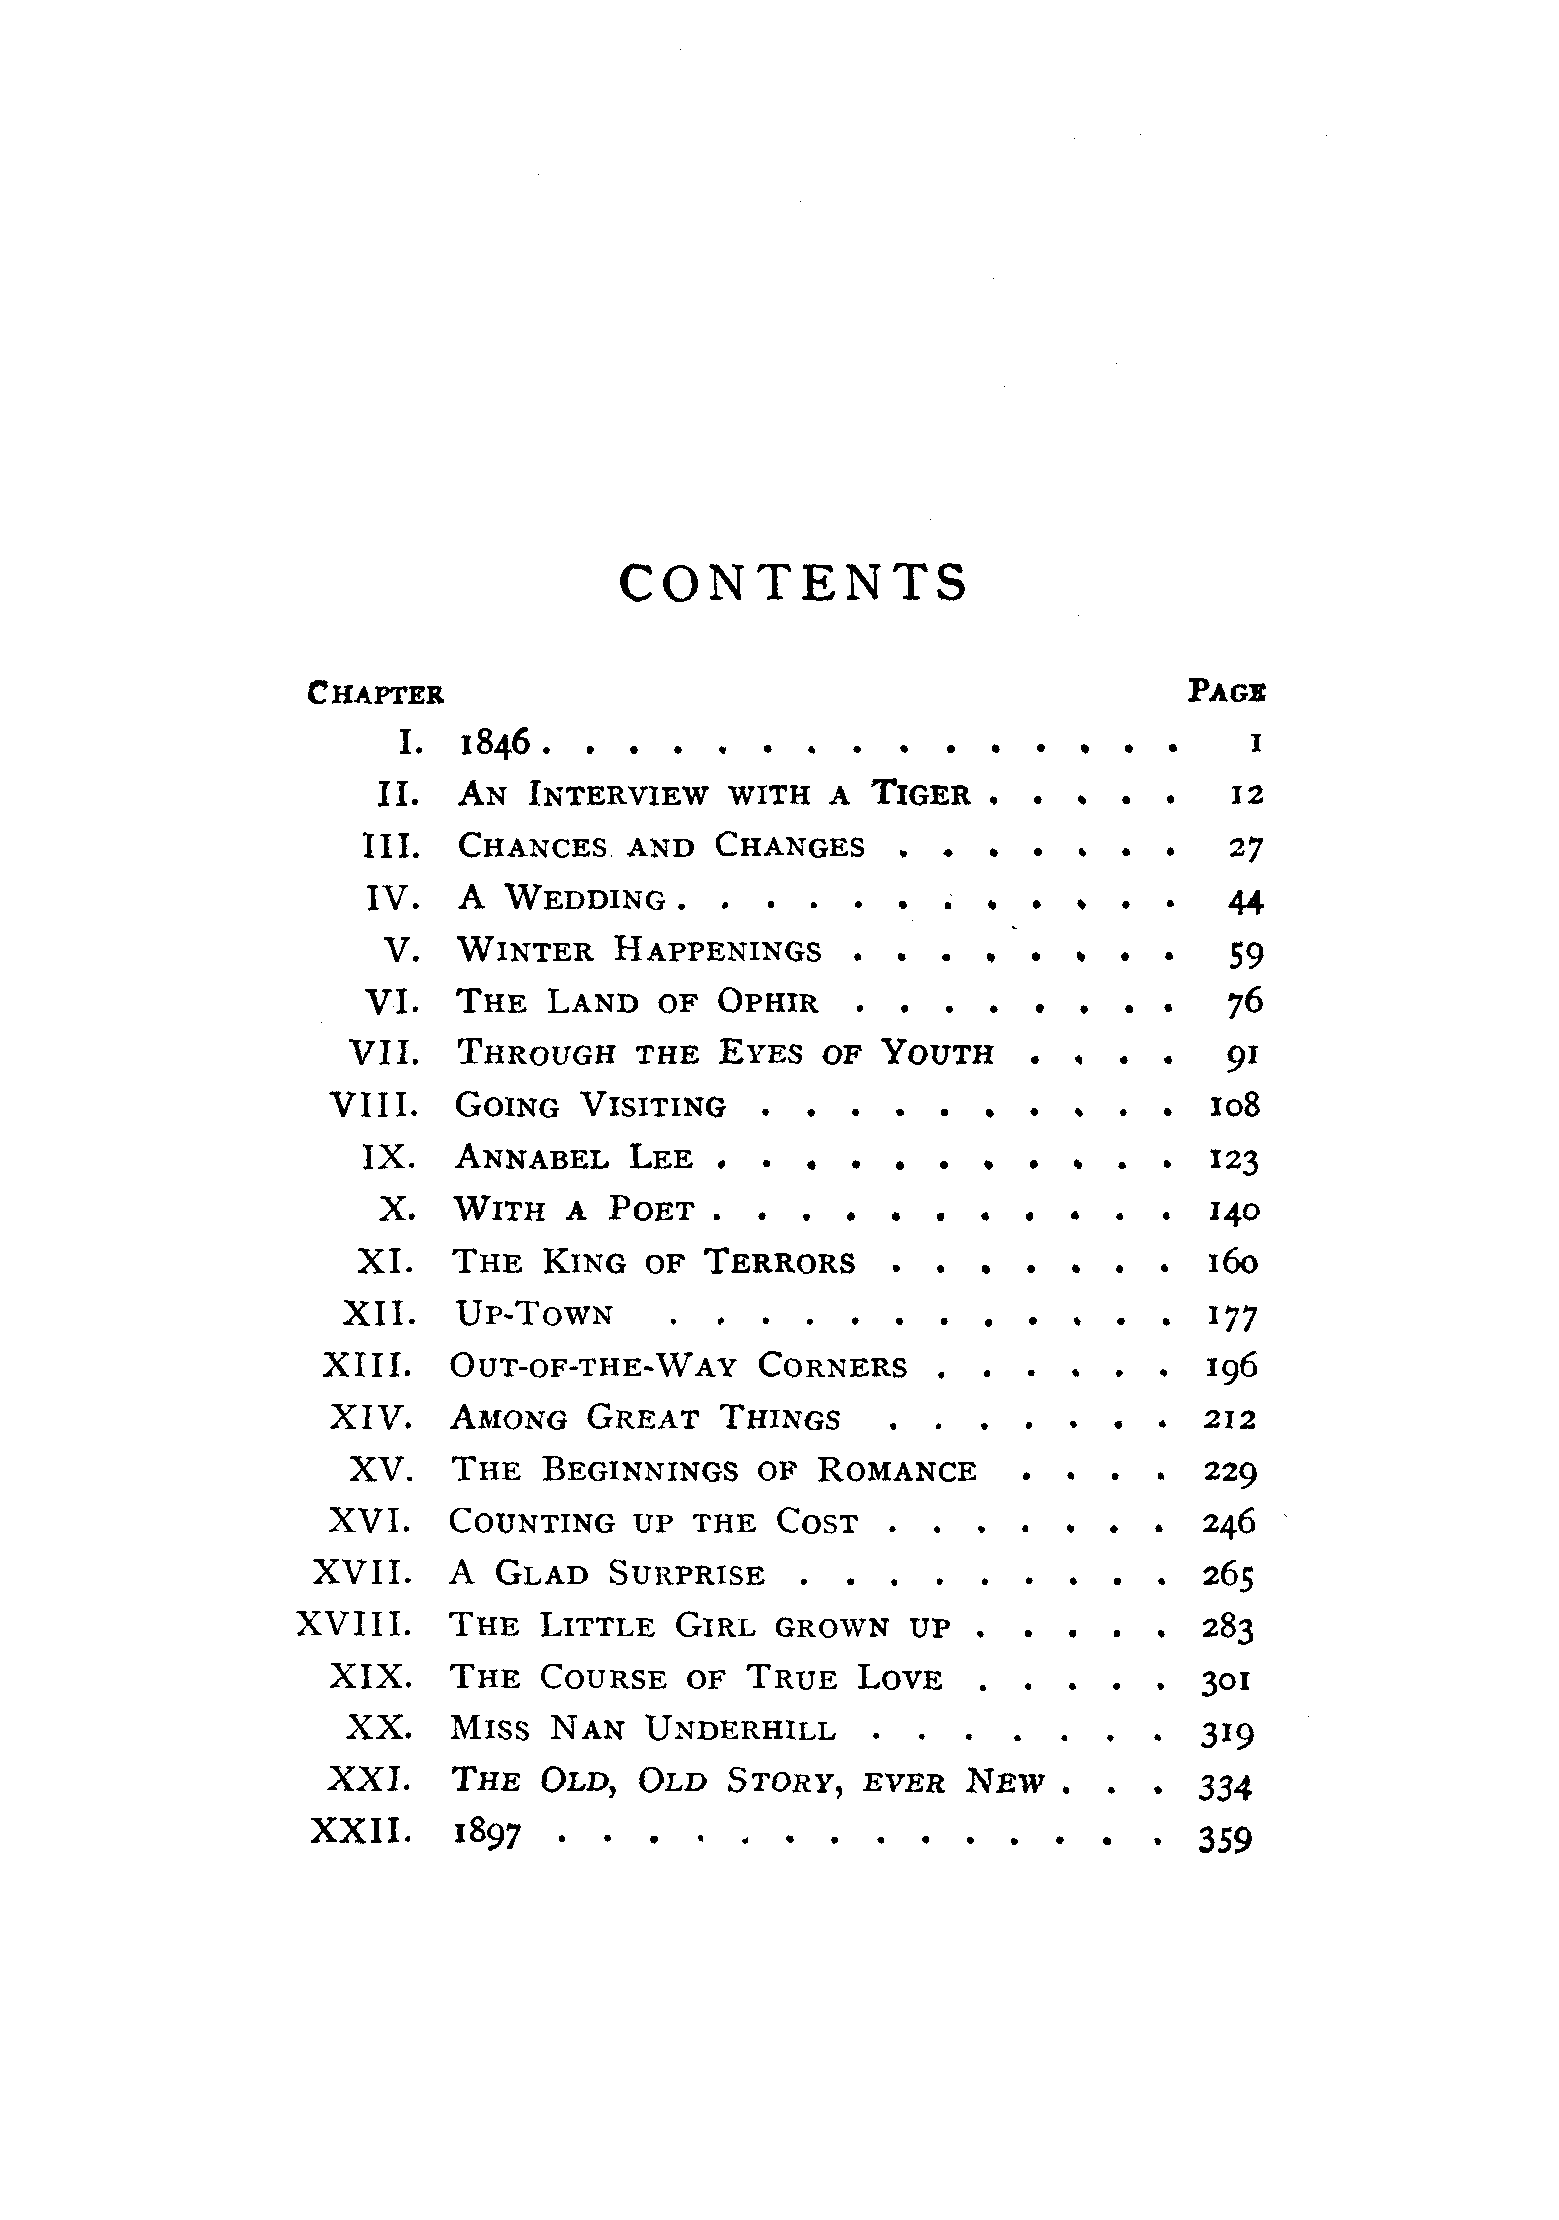 CONTENTS
CHAPTER PAGE
I. 1846 . . . . . . . . . . . . . . . 1
II. AN INTERVIEW WITH A TIGER . . . . . 12
III. CHANCES AND CHANGES . . . . . . . 27
IV. A WEDDING . . . . . . . . . . . . 44
V. WINTER HAPPENINGS . . . . . . . . 59
VI. THE LAND OF OPHIR . . . . . . . . 76
VII. THROUGH THE EYES OF YOUTH . . . . 91
VIII. GOING VISITING . . . . . . . . . . 108
IX. ANNABEL LEE . . . . . . . . . . . 123
X. WITH A POET . . . . . . . . . . . 140
XI. THE KING OF TERRORS . . . . . . . 160
XII. UP-TOWN . . . . . . . . . . . . 177
XIII. OUT-OF-THE-WAY CORNERS . . . . . . 196
XIV. AMONG GREAT THINGS . . . . . . . 212
XV. THE BEGINNINGS OF ROMANCE . . . . 229
XVI. COUNTING UP THE COST . . . . . . . 246
XVII. A GLAD SURPRISE . . . . . . . . . 265
XVIII. THE LITTLE GIRL GROWN UP . . . . . 283
XIX. THE COURSE OF TRUE LOVE . . . . . 301
XX. MISS NAN UNDERHILL . . . . . . . 319
XXI. THE OLD, OLD STORY, EVER NEW . . . 334
XXII. 1897 . . . . . . . . . . . . . . 359